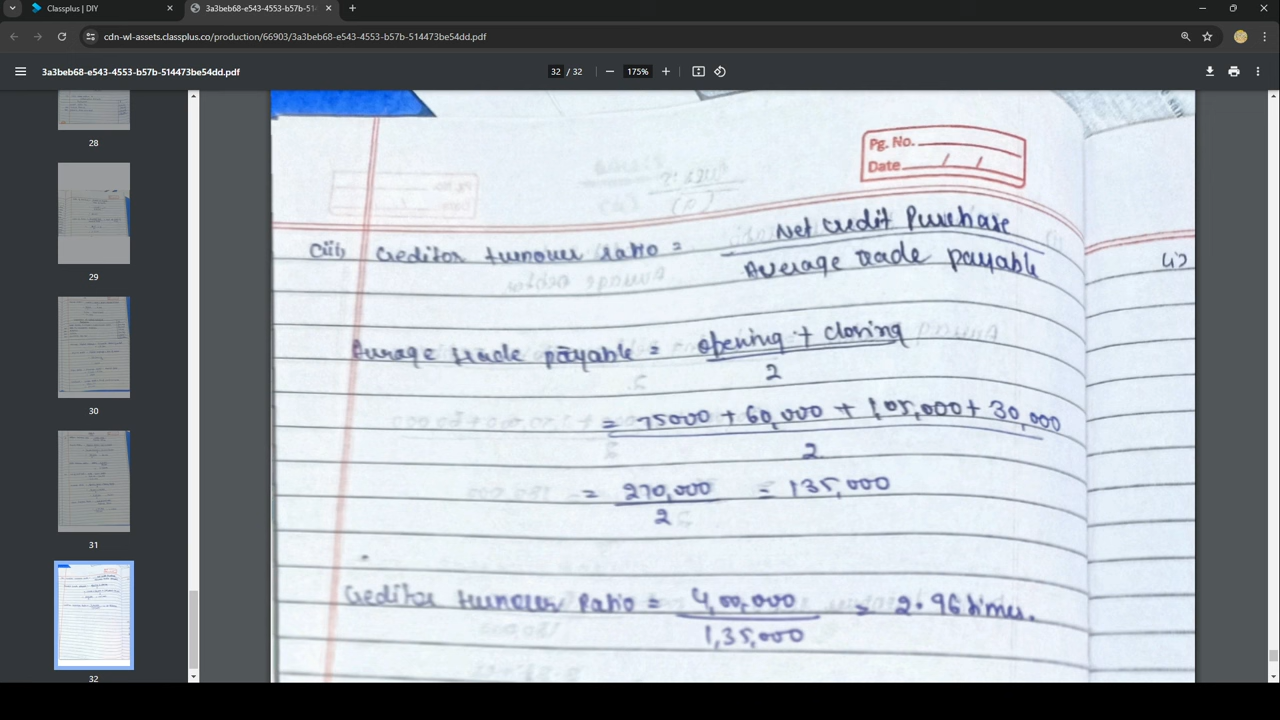 Classplus | DIY
3a3beb68-e543-4553-b57b-51
cdn-wl-assets.classplus.co/production/66903/3a3beb68-e543-4553-b57b-514473be54dd.pdf
3a3beb68-e543-4553-b57b-514473be54dd.pdf
32 / 32
175%
28
29
30
31
32
Pg. No.
Date
(iii) Creditor turnover ratio = Net credit Purchase
Average trade payable
Average trade payable = opening + closing
2
= 75000 + 60,000 + 1,05,000 + 30,000
2
= 270,000 = 135,000
2
Creditor turnover Ratio = 4,00,000 = 2.96 times.
1,35,000